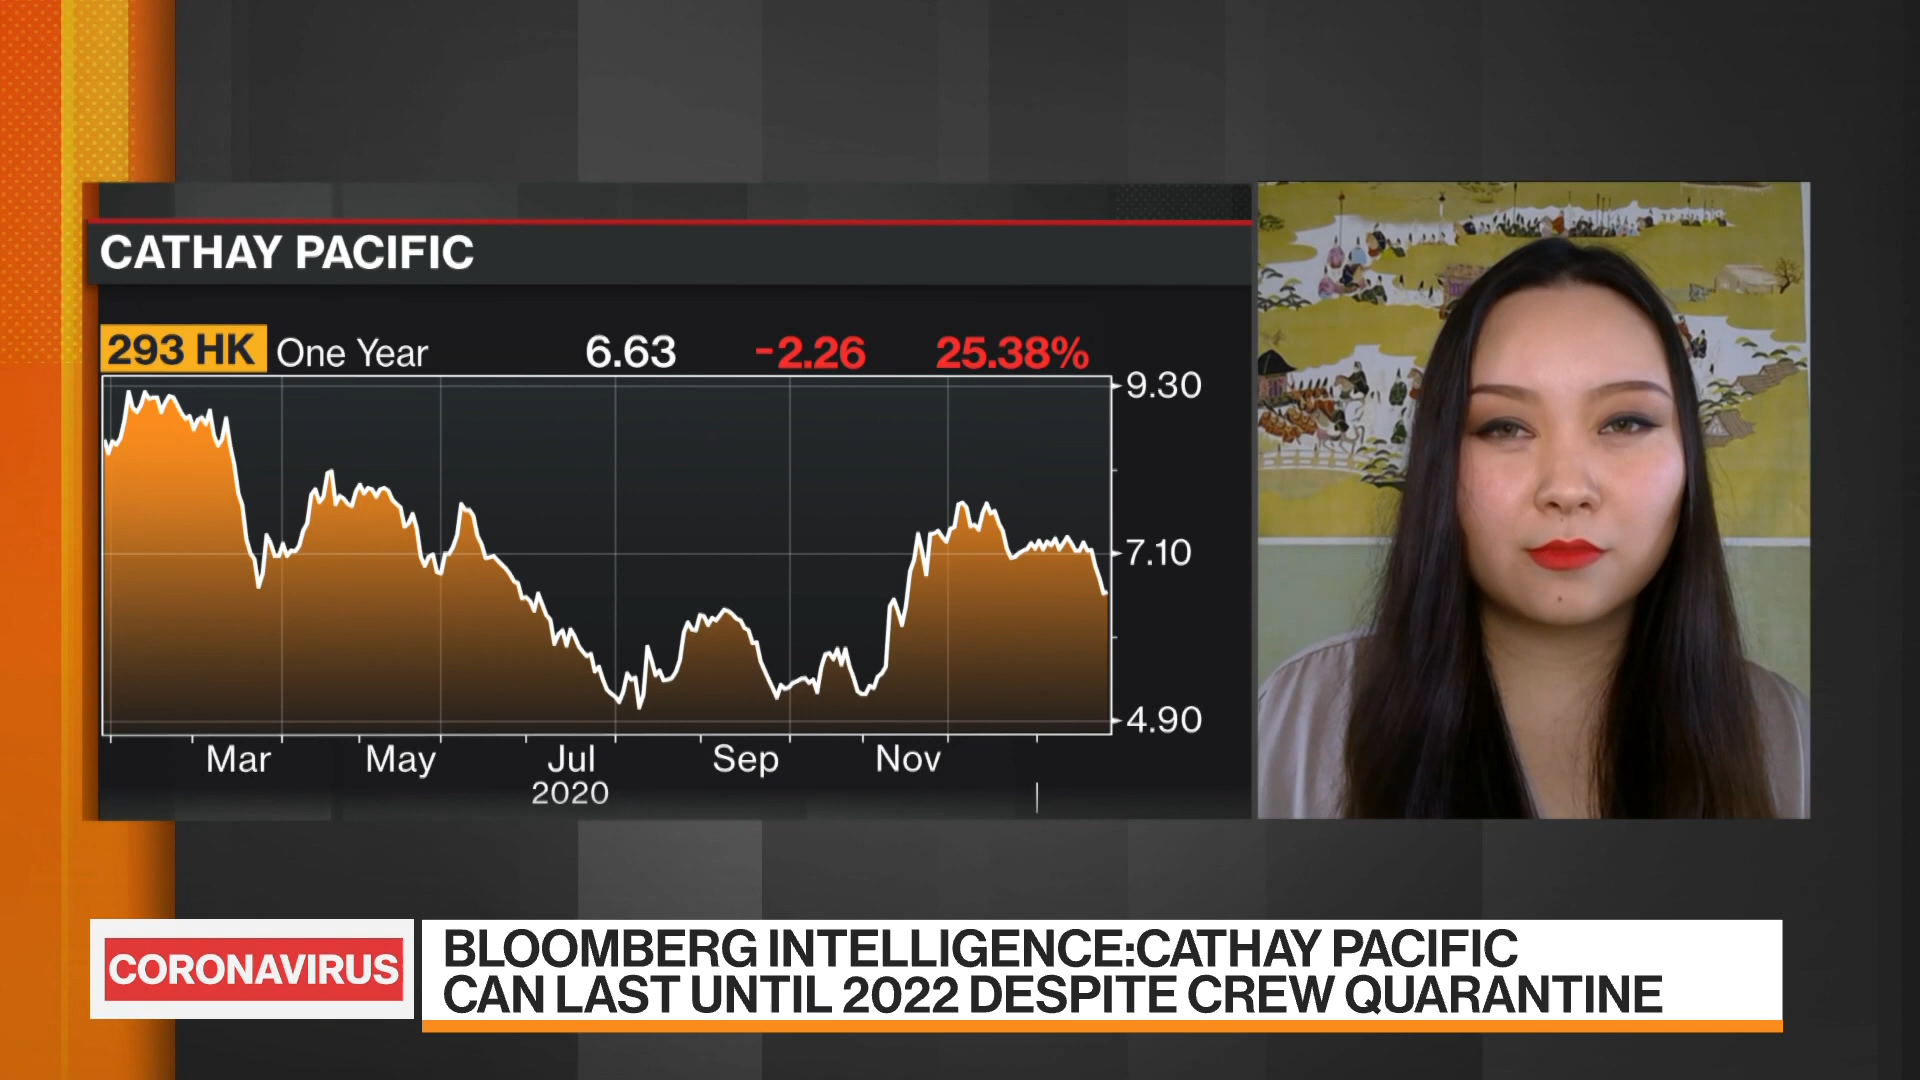 CATHAY PACIFIC
293 HK One Year 6.63 -2.26 25.38%
9.30
7.10
4.90
Mar May Jul Sep Nov
2020
CORONAVIRUS
BLOOMBERG INTELLIGENCE:CATHAY PACIFIC
CAN LAST UNTIL 2022 DESPITE CREW QUARANTINE